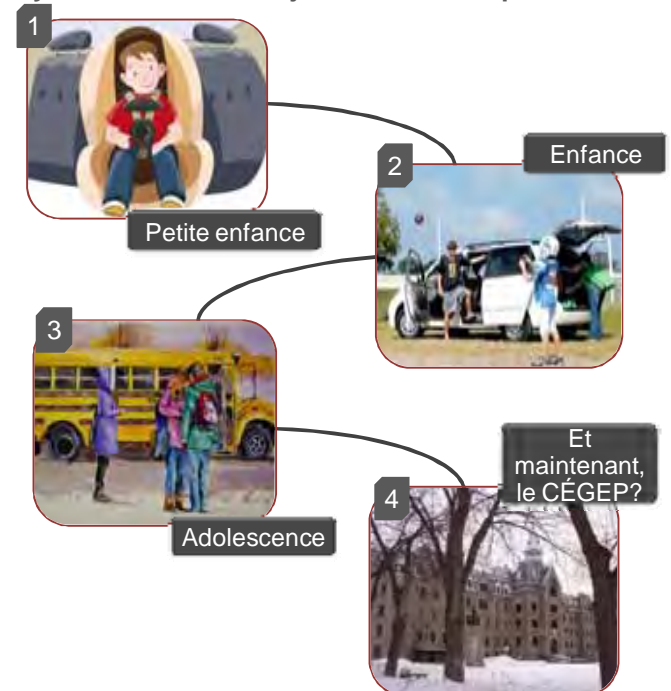 1
2
Enfance
Petite enfance
3
Et
maintenant,
le CÉGEP?
4
Adolescence